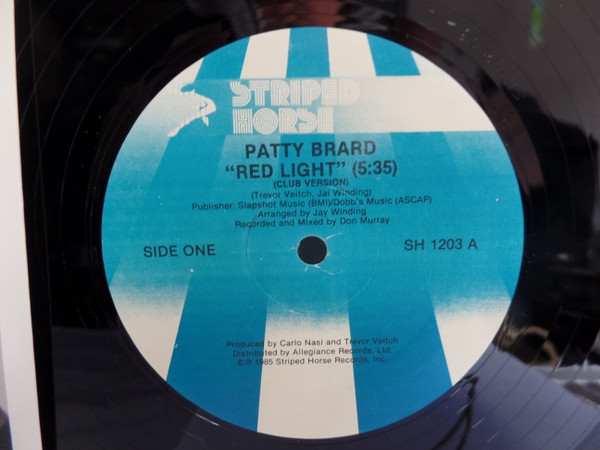 STRIPED
HORSE
PATTY BRARD
"RED LIGHT" (5:35)
(CLUB VERSION)
(Trevor Veitch, Jai Winding)
Publisher: Slapshot Music (BMI)/Dobb's Music (ASCAP)
Arranged by Jay Winding
Recorded and Mixed by Don Murray
SIDE ONE
SH 1203 A
Produced by Carlo Nasi and Trevor Veitch
Distributed by Allegiance Records, Ltd.
©℗ 1985 Striped Horse Records, Inc.